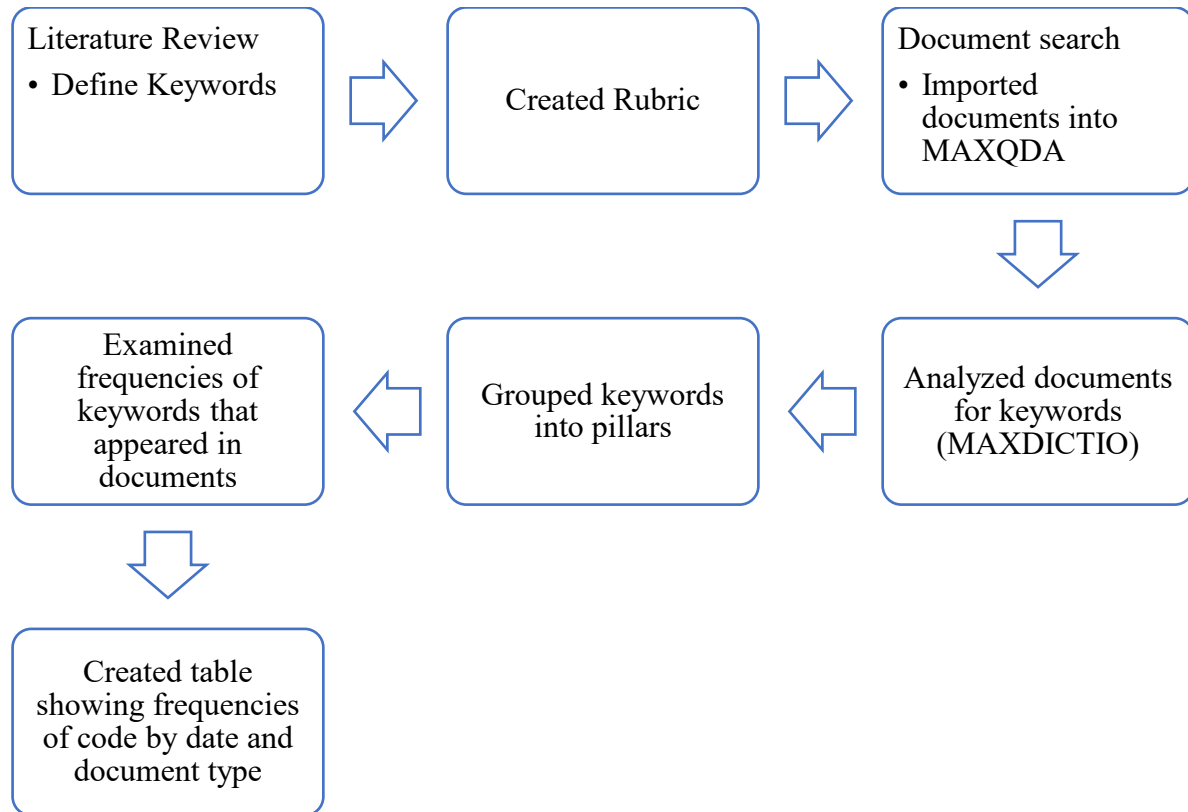 Literature Review
• Define Keywords
Created Rubric
Document search
• Imported
documents into
MAXQDA
Analyzed documents
for keywords
(MAXDICTIO)
Grouped keywords
into pillars
Examined
frequencies of
keywords that
appeared in
documents
Created table
showing frequencies
of code by date and
document type